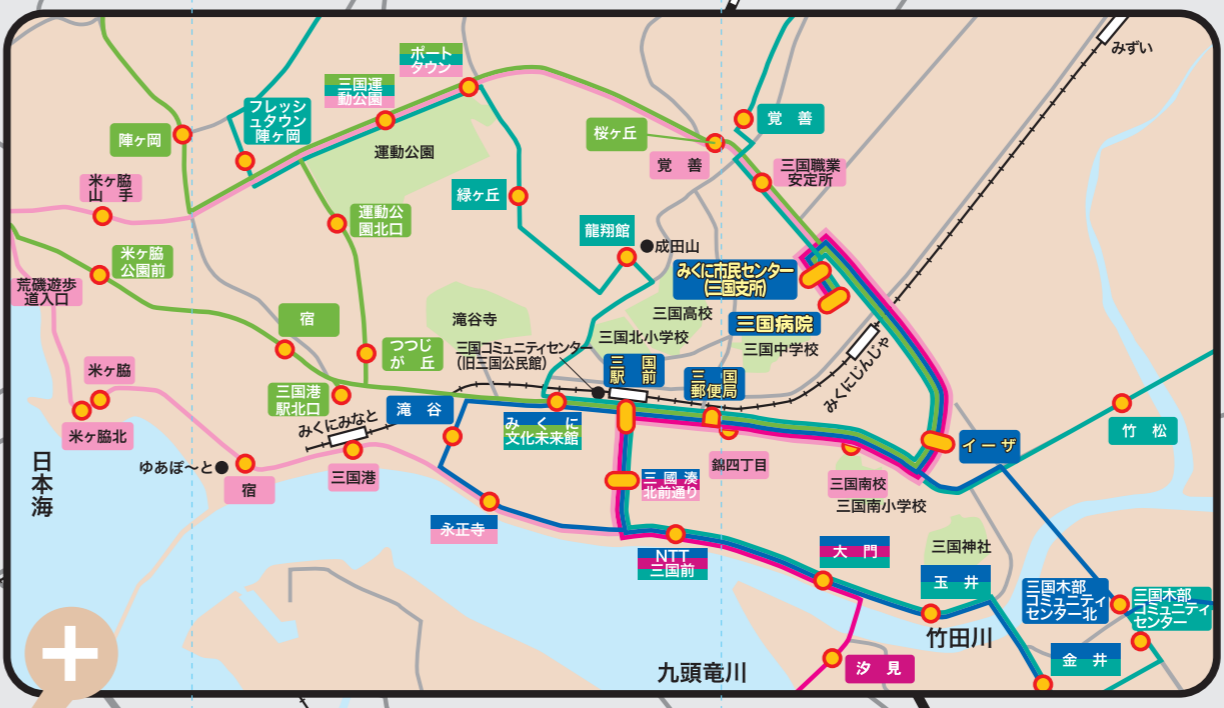 みずい
ポート
タウン
三国運
動公園
フレッシ
ュタウン
陣ヶ岡
陣ヶ岡
覚 善
桜ヶ丘
覚 善
三国職業
安定所
運動公園
米ヶ脇
山 手
緑ヶ丘
運動公
園北口
龍翔館
成田山
米ヶ脇
公園前
荒磯遊歩
道入口
みくに市民センター
(三国支所)
三国病院
三国高校
宿
滝谷寺
三国北小学校
三国中学校
つつじ
が 丘
三国コミュニティセンター
(旧三国公民館)
三 国
駅 前
三 国
郵便局
みくにじんじゃ
米ヶ脇
三国港
駅北口
滝 谷
みくにみなと
み く に
文化未来館
竹 松
米ヶ脇北
イーザ
日本海
ゆあぽ〜と
宿
三国港
錦四丁目
三國湊
北前通り
三国南校
三国南小学校
永正寺
三国神社
NTT
三国前
大 門
玉 井
三国木部
コミュニティ
センター北
三国木部
コミュニティ
センター
竹田川
金 井
九頭竜川
汐 見